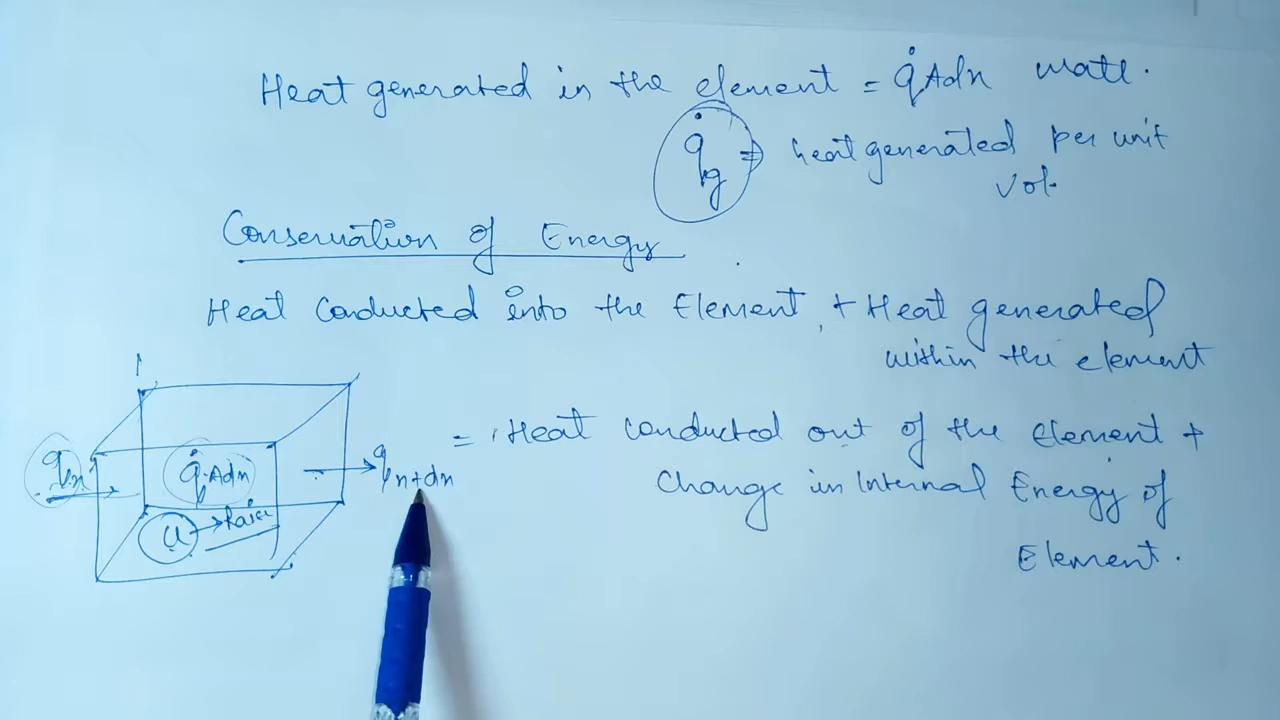 Heat generated in the element = q̇Adx watt.
q̇g ⇒ heat generated per unit
vol.
Conservation of Energy
Heat conducted into the Element + Heat generated
within the element
= Heat conducted out of the Element +
Change in Internal Energy of
Element.
qx
q̇Adx
qx+dx
u → Raise